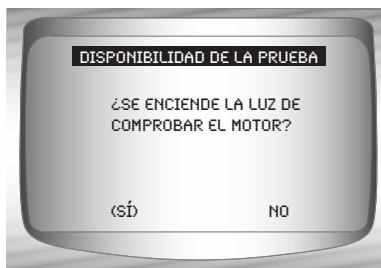 DISPONIBILIDAD DE LA PRUEBA
¿SE ENCIENDE LA LUZ DE
COMPROBAR EL MOTOR?
(SÍ) NO